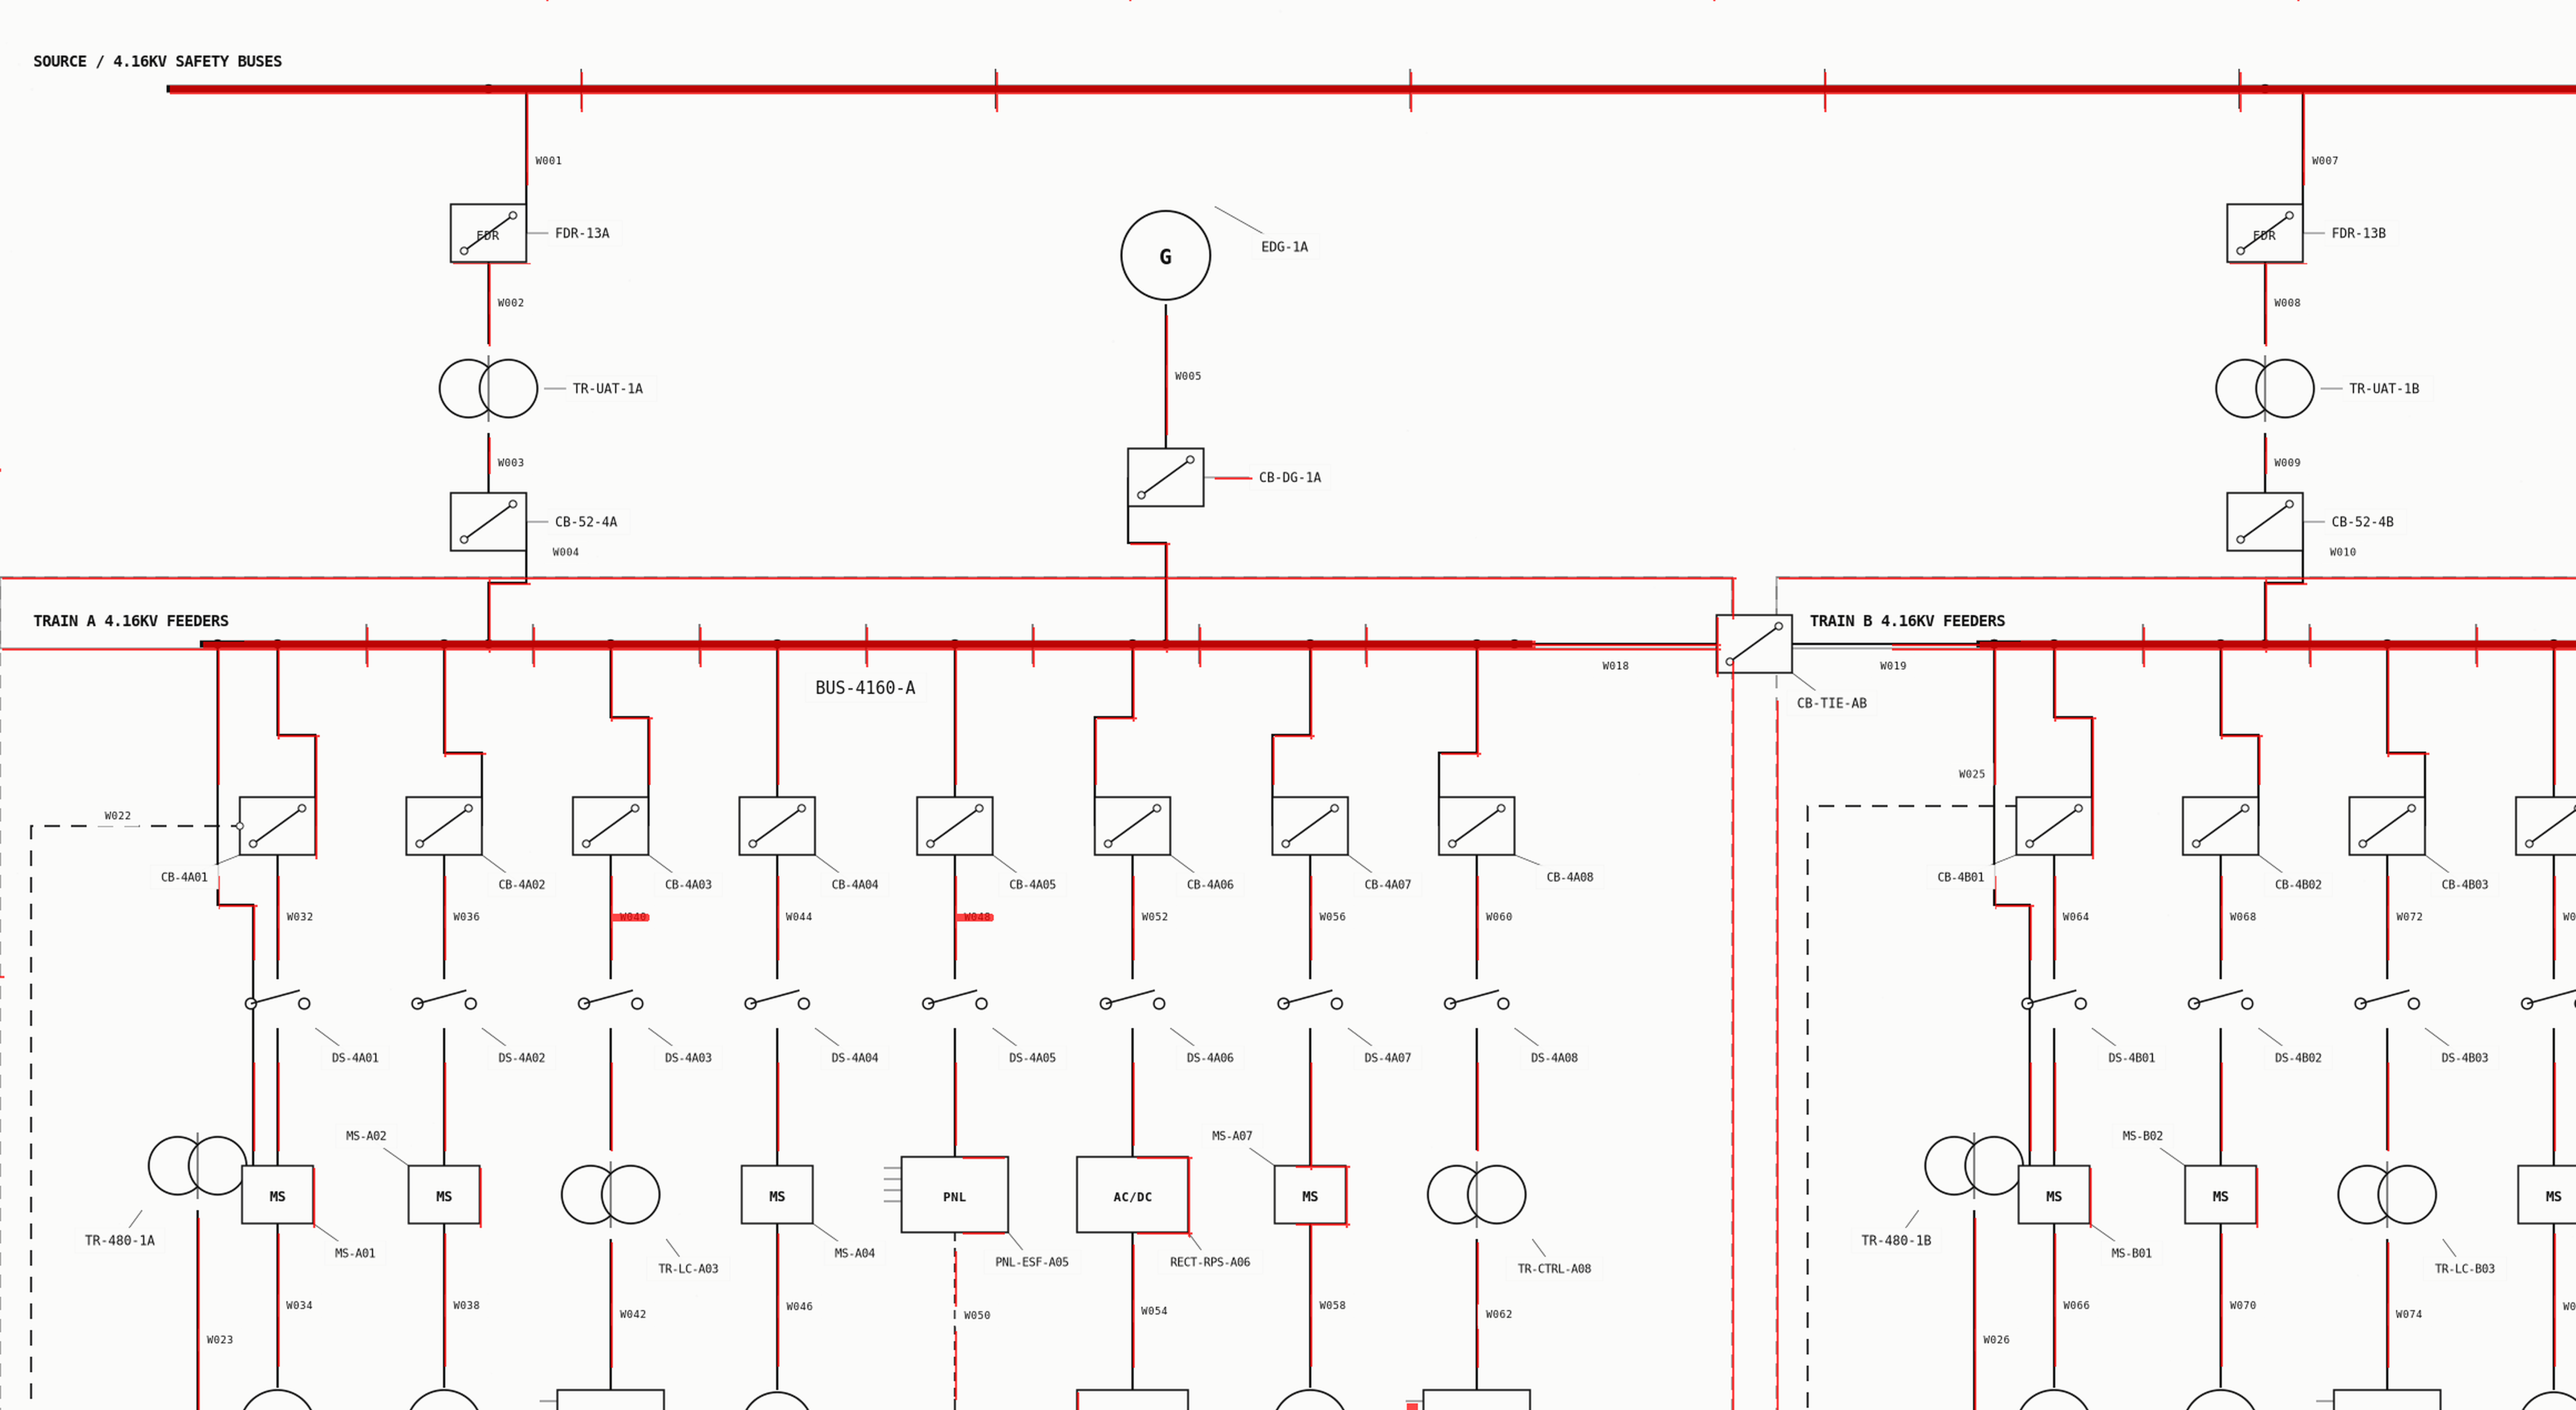 SOURCE / 4.16KV SAFETY BUSES
W001
W007
FDR
FDR-13A
FDR
FDR-13B
G
EDG-1A
W002
W008
W005
TR-UAT-1A
TR-UAT-1B
W003
W009
CB-DG-1A
CB-52-4A
CB-52-4B
W004
W010
TRAIN A 4.16KV FEEDERS
TRAIN B 4.16KV FEEDERS
W018
W019
BUS-4160-A
CB-TIE-AB
W025
W022
CB-4A01
CB-4A02
CB-4A03
CB-4A04
CB-4A05
CB-4A06
CB-4A07
CB-4A08
CB-4B01
CB-4B02
CB-4B03
W032
W036
W040
W044
W048
W052
W056
W060
W064
W068
W072
DS-4A01
DS-4A02
DS-4A03
DS-4A04
DS-4A05
DS-4A06
DS-4A07
DS-4A08
DS-4B01
DS-4B02
DS-4B03
MS-A02
MS-A07
MS-B02
MS
MS
MS
PNL
AC/DC
MS
MS
MS
MS
TR-480-1A
MS-A01
TR-LC-A03
MS-A04
PNL-ESF-A05
RECT-RPS-A06
TR-CTRL-A08
TR-480-1B
MS-B01
TR-LC-B03
W034
W038
W042
W046
W050
W054
W058
W062
W066
W070
W074
W023
W026